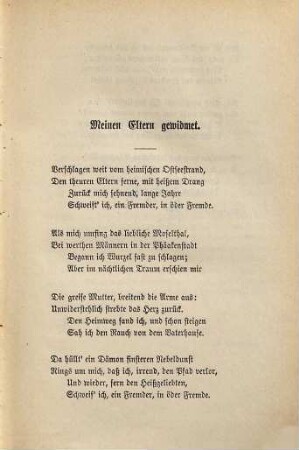 Meinen Eltern gewidmet.
Verschlagen weit vom heimischen Ostseestrand,
Den theuren Eltern ferne, mit heißem Drang
Zurück mich sehnend, lange Jahre
Schweift' ich, ein Fremder, in öder Fremde.
Als mich umfing das liebliche Moselthal,
Bei werthen Männern in der Phäakenstadt
Begann ich Wurzel fast zu schlagen;
Aber im nächtlichen Traum erschien mir
Die greise Mutter, breitend die Arme aus:
Unwiderstehlich strebte das Herz zurück.
Den Heimweg fand ich, und schon steigen
Sah ich den Rauch von dem Vaterhause.
Da hüllt' ein Dämon finsteren Nebeldunst
Rings um mich, daß ich, irrend, den Pfad verlor,
Und wieder, fern den Heißgeliebten,
Schweif' ich, ein Fremder, in öder Fremde.